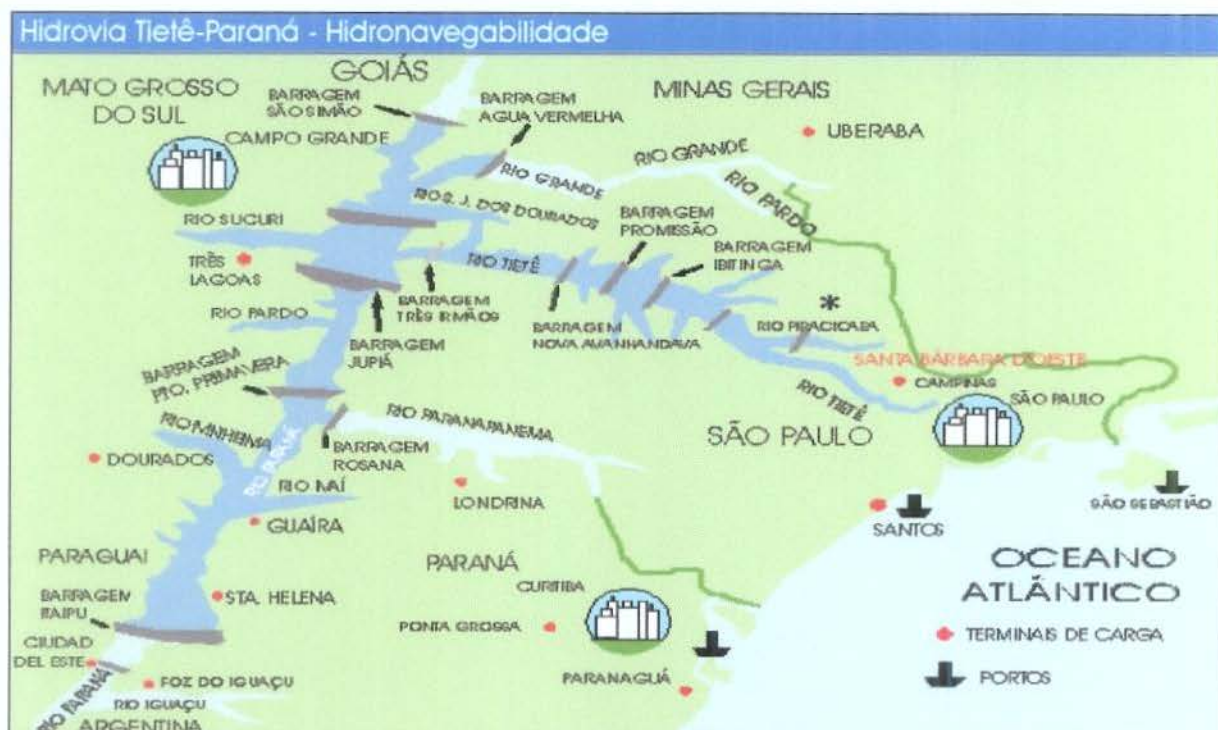 Hidrovia Tietê-Paraná - Hidronavegabilidade
GOIÁS
MATO GROSSO
DO SUL
BARRAGEM
SÃO SIMÃO
BARRAGEM
AGUA VERMELHA
MINAS GERAIS
UBERABA
CAMPO GRANDE
RIO GRANDE
RIO GRANDE
RIO PARDO
RIO S. J. DOS DOURADOS
BARRAGEM
PROMISSÃO
BARRAGEM
IBITINGA
RIO SUCURI
TRÊS
LAGOAS
RIO TIETÊ
BARRAGEM
TRÊS IRMÃOS
BARRAGEM
NOVA AVANHANDAVA
*
RIO PIRACICABA
RIO PARDO
BARRAGEM
JUPIÁ
SANTA BÁRBARA D'OESTE
CAMPINAS
SÃO PAULO
RIO TIETÊ
BARRAGEM
PTO. PRIMAVERA
RIO PARANAPANEMA
SÃO PAULO
RIO IVINHEIMA
DOURADOS
RIO PARANÁ
BARRAGEM
ROSANA
RIO IVAÍ
LONDRINA
GUAÍRA
SANTOS
SÃO SEBASTIÃO
PARAGUAI
PARANÁ
OCEANO
ATLÂNTICO
BARRAGEM
ITAIPU
STA. HELENA
CURITIBA
PONTA GROSSA
TERMINAIS DE CARGA
CIUDAD
DEL ESTE
FOZ DO IGUAÇU
PARANAGUÁ
PORTOS
RIO PARANÁ
RIO IGUAÇU
ARGENTINA